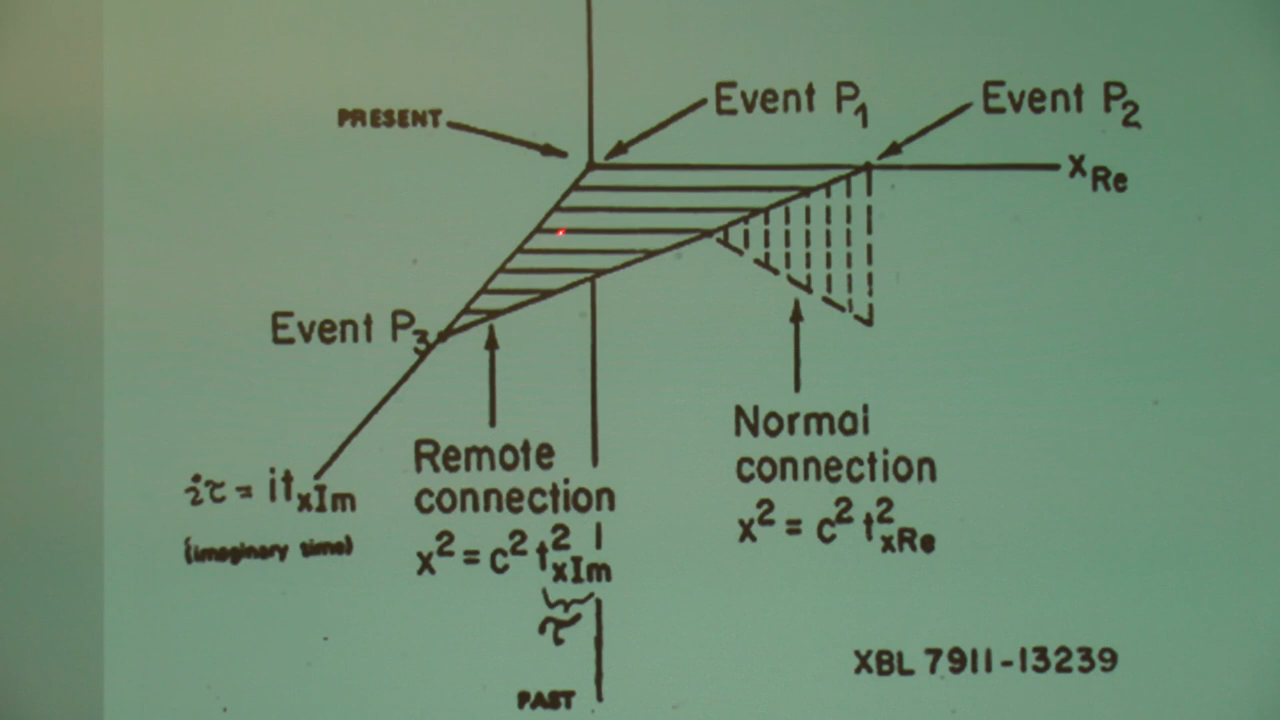 PRESENT
Event P1
Event P2
xRe
Event P3
iτ = itxIm
(imaginary time)
Remote
connection
x² = c² t²xIm
τ
Normal
connection
x² = c² t²xRe
XBL 7911-13239
PAST